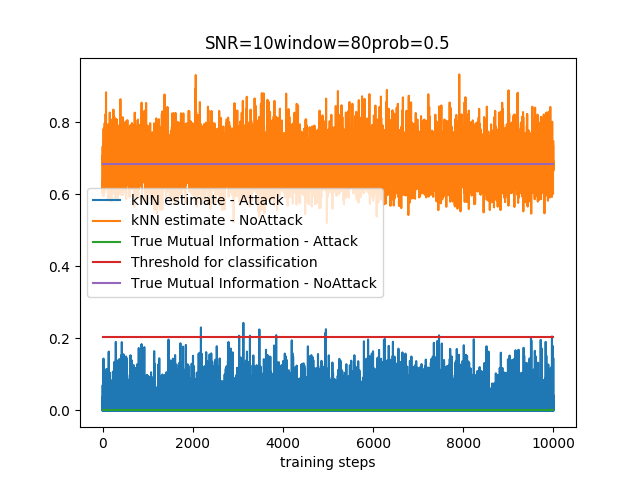 SNR=10window=80prob=0.5
0.8
0.6
kNN estimate - Attack
kNN estimate - NoAttack
True Mutual Information - Attack
Threshold for classification
True Mutual Information - NoAttack
0.4
0.2
0.0
0 2000 4000 6000 8000 10000
training steps